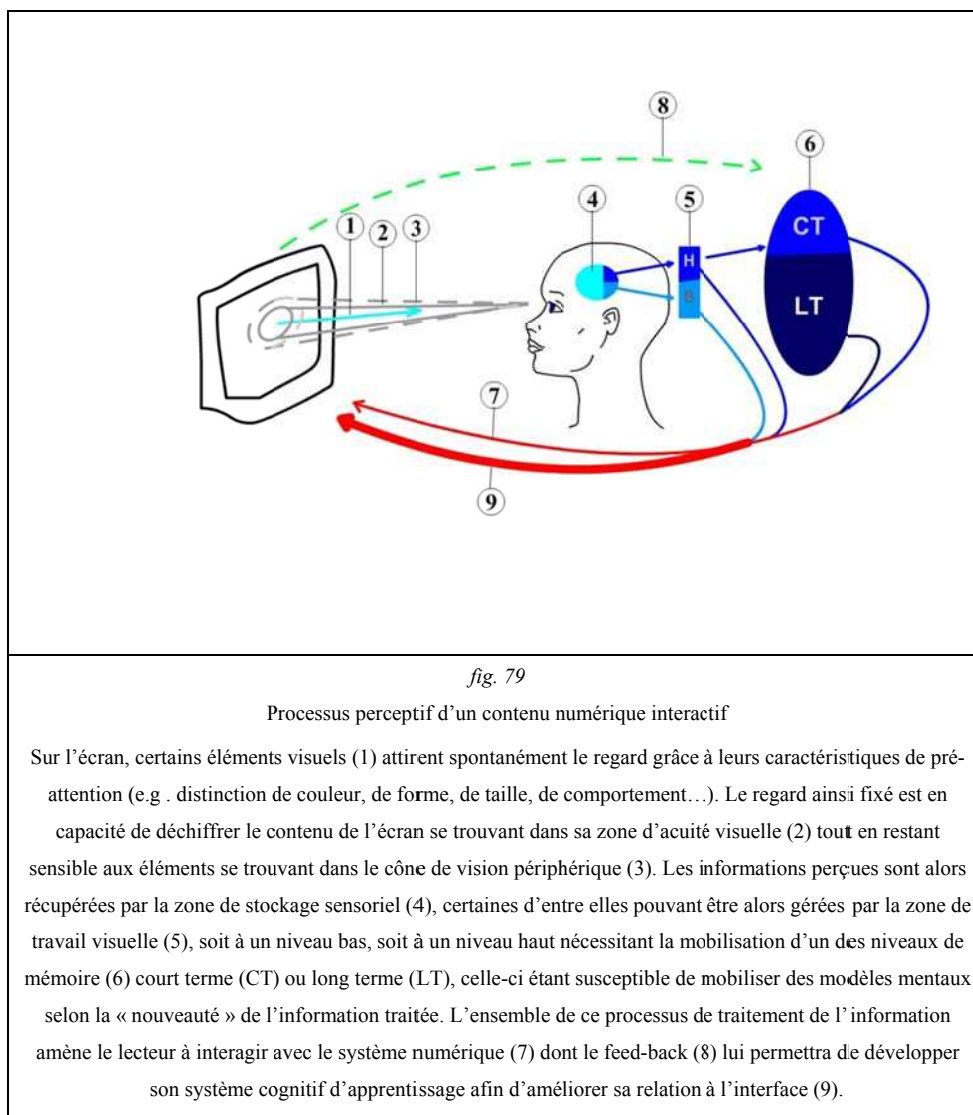 8
6
4
5
1
2
3
CT
H
B
LT
7
9
fig. 79
Processus perceptif d’un contenu numérique interactif
Sur l’écran, certains éléments visuels (1) attirent spontanément le regard grâce à leurs caractéristiques de pré-
attention (e.g . distinction de couleur, de forme, de taille, de comportement…). Le regard ainsi fixé est en
capacité de déchiffrer le contenu de l’écran se trouvant dans sa zone d’acuité visuelle (2) tout en restant
sensible aux éléments se trouvant dans le cône de vision périphérique (3). Les informations perçues sont alors
récupérées par la zone de stockage sensoriel (4), certaines d’entre elles pouvant être alors gérées par la zone de
travail visuelle (5), soit à un niveau bas, soit à un niveau haut nécessitant la mobilisation d’un des niveaux de
mémoire (6) court terme (CT) ou long terme (LT), celle-ci étant susceptible de mobiliser des modèles mentaux
selon la « nouveauté » de l’information traitée. L’ensemble de ce processus de traitement de l’information
amène le lecteur à interagir avec le système numérique (7) dont le feed-back (8) lui permettra de développer
son système cognitif d’apprentissage afin d’améliorer sa relation à l’interface (9).